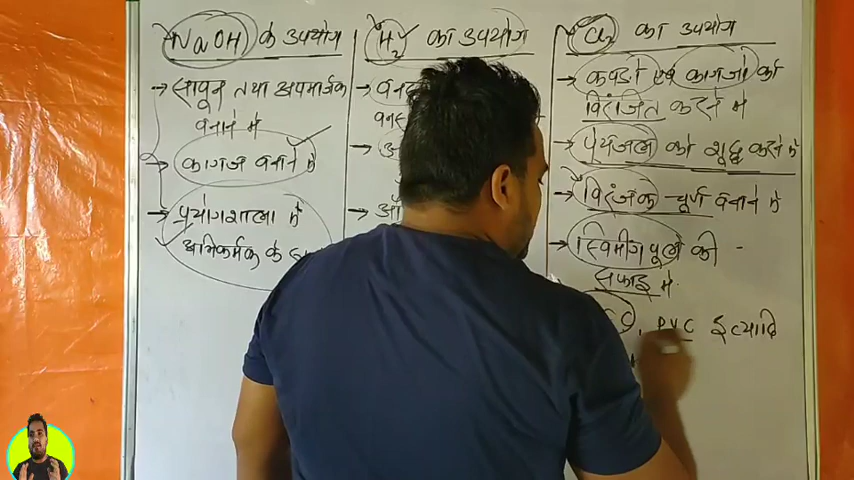 NaOH के उपयोग
→ साबून तथा अपमार्जक
बनाने में
→ कागज बनाने में
→ प्रयोगशाला में
अभिकर्मक के
H₂ का उपयोग
→
→
→
Cl₂ का उपयोग
→ कपडो एवं कागजो को
विरंजित करने में
→ पेयजल को शुद्ध करने में
→ विरंजक चूर्ण बनाने में
→ स्विमींग पूलो की -
सफाइ में
, PVC इत्यादि